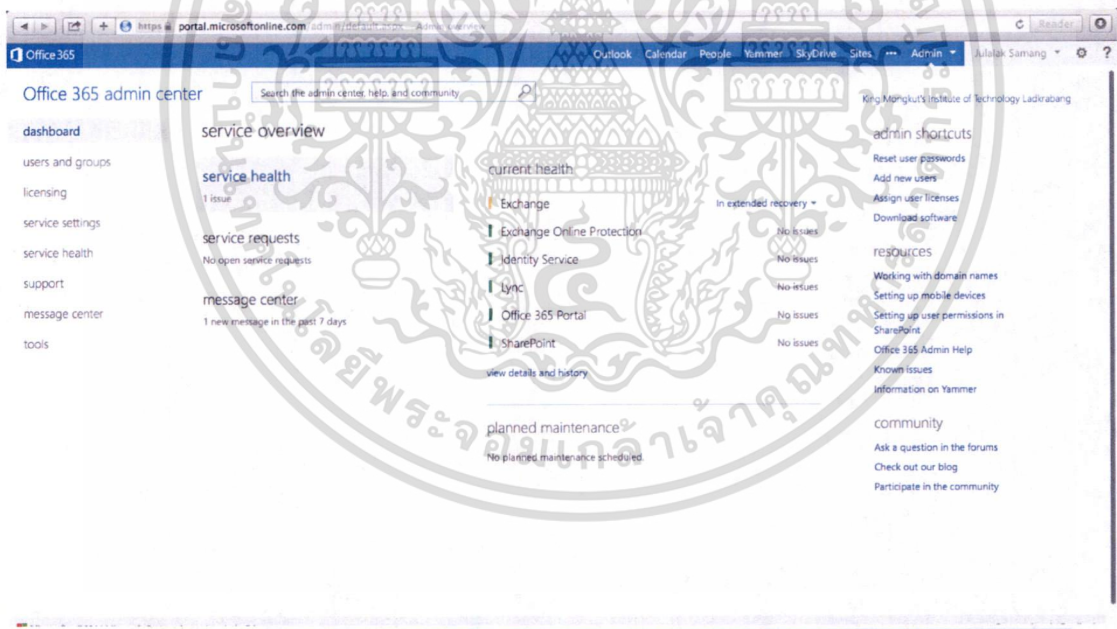 https portal.microsoftonline.com/admin/default.aspx Admin overview
Reader
Office 365
Outlook Calendar People Yammer SkyDrive Sites ••• Admin Julalak Samang ?
Office 365 admin center
Search the admin center, help, and community
King Mongkut's Institute of Technology Ladkrabang
dashboard
users and groups
licensing
service settings
service health
support
message center
tools
service overview
service health
1 issue
service requests
No open service requests
message center
1 new message in the past 7 days
current health
Exchange In extended recovery
Exchange Online Protection No issues
Identity Service No issues
Lync No issues
Office 365 Portal No issues
SharePoint No issues
view details and history
planned maintenance
No planned maintenance scheduled.
admin shortcuts
Reset user passwords
Add new users
Assign user licenses
Download software
resources
Working with domain names
Setting up mobile devices
Setting up user permissions in
SharePoint
Office 365 Admin Help
Known issues
Information on Yammer
community
Ask a question in the forums
Check out our blog
Participate in the community